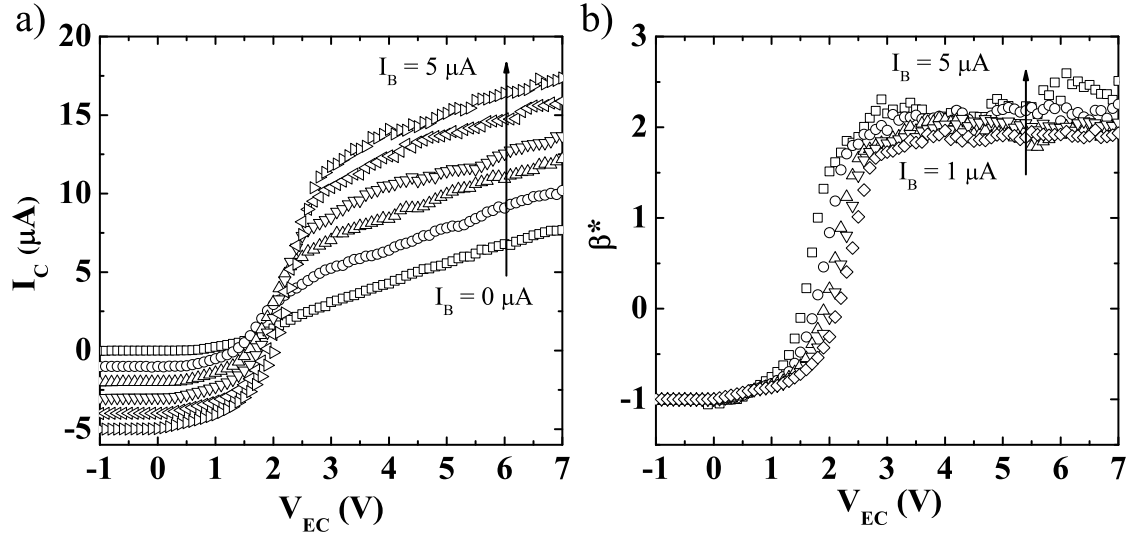 a)
20
15
10
5
0
-5
-1 0 1 2 3 4 5 6 7
I_C (μA)
V_EC (V)
I_B = 5 μA
I_B = 0 μA
b)
3
2
1
0
-1
-1 0 1 2 3 4 5 6 7
β*
V_EC (V)
I_B = 5 μA
I_B = 1 μA